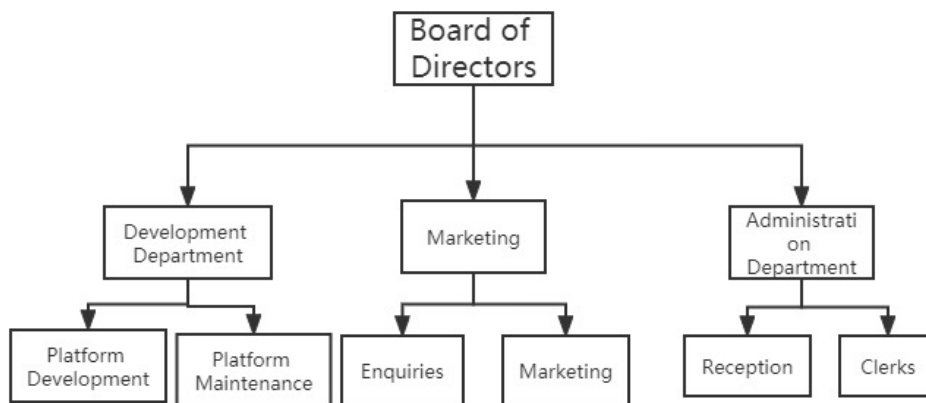 Board of
Directors
Development
Department
Marketing
Administrati
on
Department
Platform
Development
Platform
Maintenance
Enquiries
Marketing
Reception
Clerks